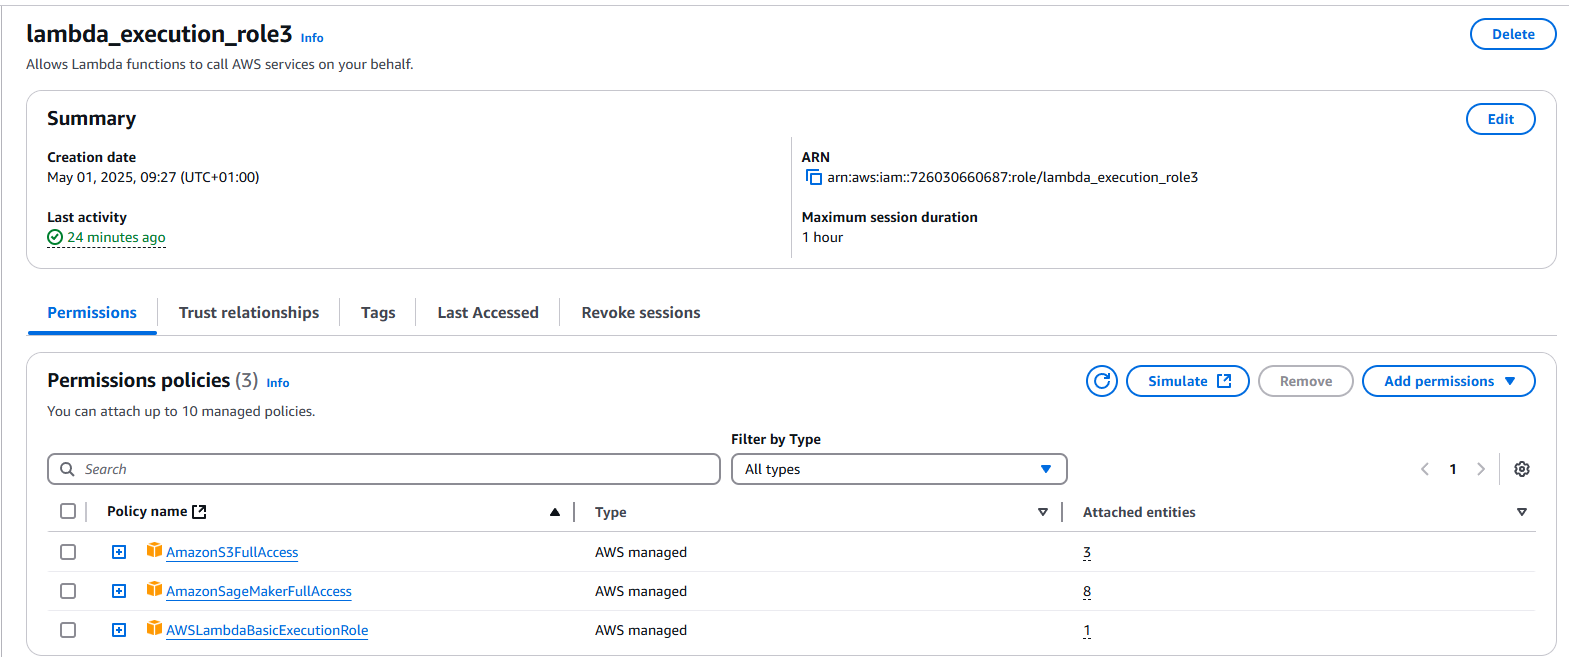 lambda_execution_role3 Info
Delete
Allows Lambda functions to call AWS services on your behalf.
Summary
Edit
Creation date
May 01, 2025, 09:27 (UTC+01:00)
ARN
arn:aws:iam::726030660687:role/lambda_execution_role3
Last activity
24 minutes ago
Maximum session duration
1 hour
Permissions Trust relationships Tags Last Accessed Revoke sessions
Permissions policies (3) Info
Simulate Remove Add permissions
You can attach up to 10 managed policies.
Filter by Type
Search
All types
1
Policy name Type Attached entities
AmazonS3FullAccess AWS managed 3
AmazonSageMakerFullAccess AWS managed 8
AWSLambdaBasicExecutionRole AWS managed 1